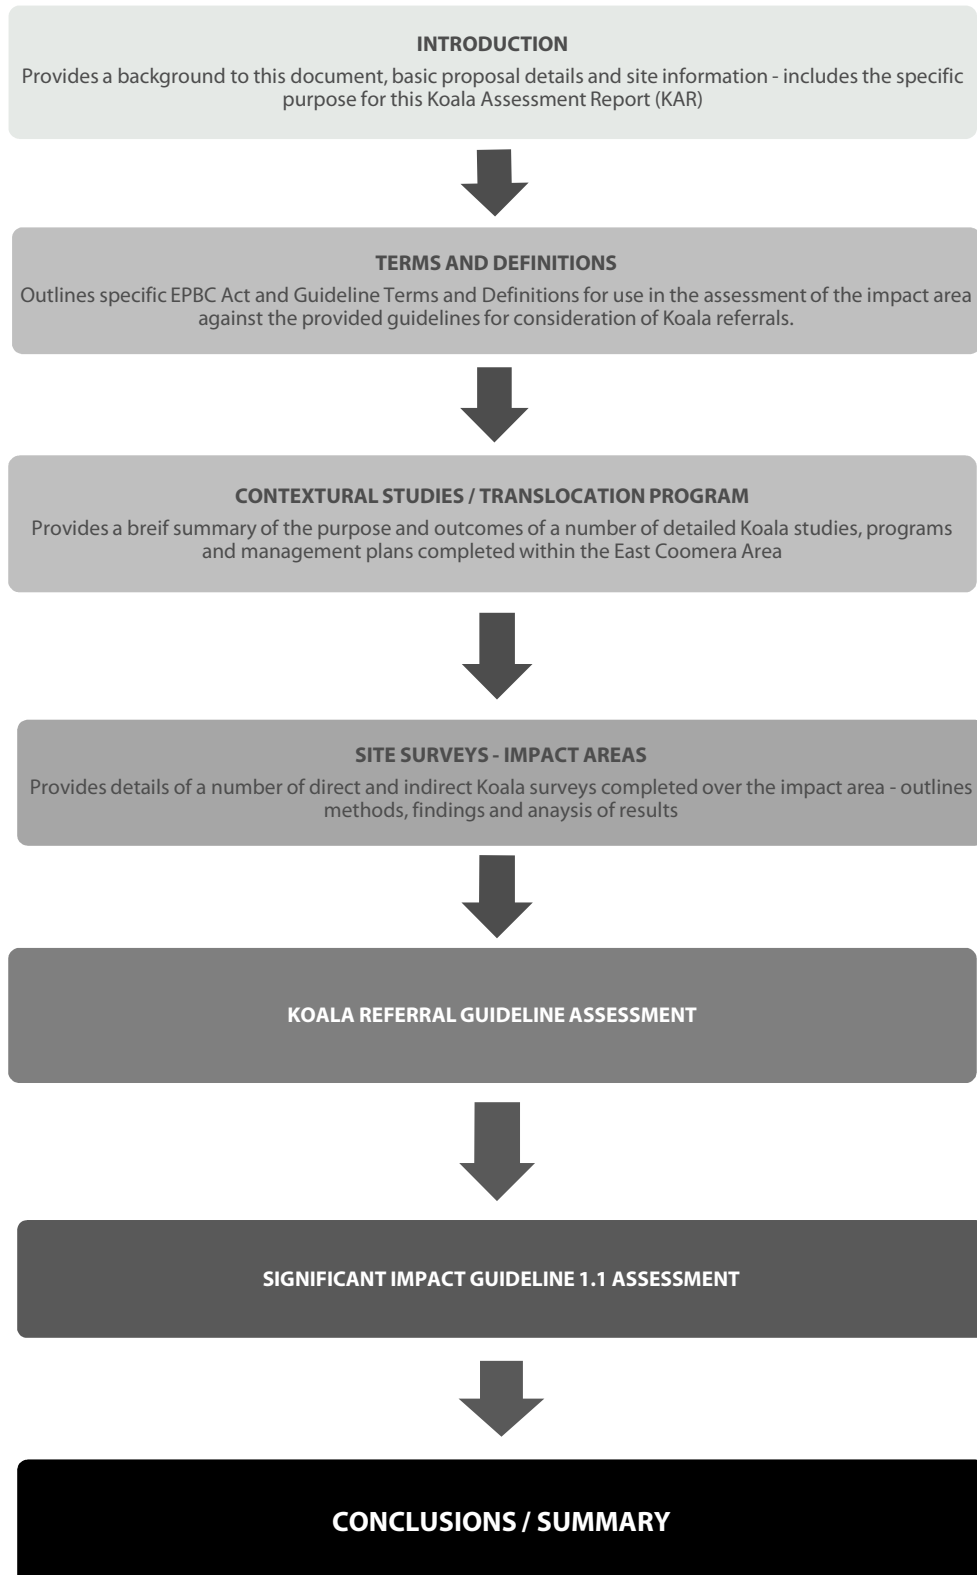 INTRODUCTION
Provides a background to this document, basic proposal details and site information - includes the specific
purpose for this Koala Assessment Report (KAR)
TERMS AND DEFINITIONS
Outlines specific EPBC Act and Guideline Terms and Definitions for use in the assessment of the impact area
against the provided guidelines for consideration of Koala referrals.
CONTEXTURAL STUDIES / TRANSLOCATION PROGRAM
Provides a breif summary of the purpose and outcomes of a number of detailed Koala studies, programs
and management plans completed within the East Coomera Area
SITE SURVEYS - IMPACT AREAS
Provides details of a number of direct and indirect Koala surveys completed over the impact area - outlines
methods, findings and anaysis of results
KOALA REFERRAL GUIDELINE ASSESSMENT
SIGNIFICANT IMPACT GUIDELINE 1.1 ASSESSMENT
CONCLUSIONS / SUMMARY